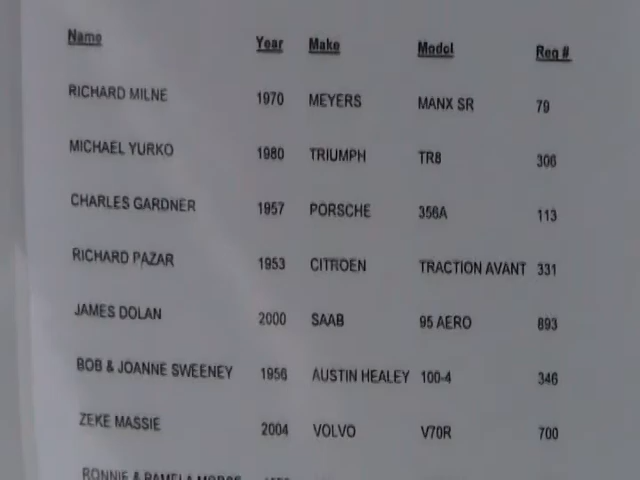 Name Year Make Model Reg #
RICHARD MILNE 1970 MEYERS MANX SR 79
MICHAEL YURKO 1980 TRIUMPH TR8 306
CHARLES GARDNER 1957 PORSCHE 356A 113
RICHARD PAZAR 1953 CITROEN TRACTION AVANT 331
JAMES DOLAN 2000 SAAB 95 AERO 893
BOB & JOANNE SWEENEY 1956 AUSTIN HEALEY 100-4 346
ZEKE MASSIE 2004 VOLVO V70R 700
RONNIE & PAMELA